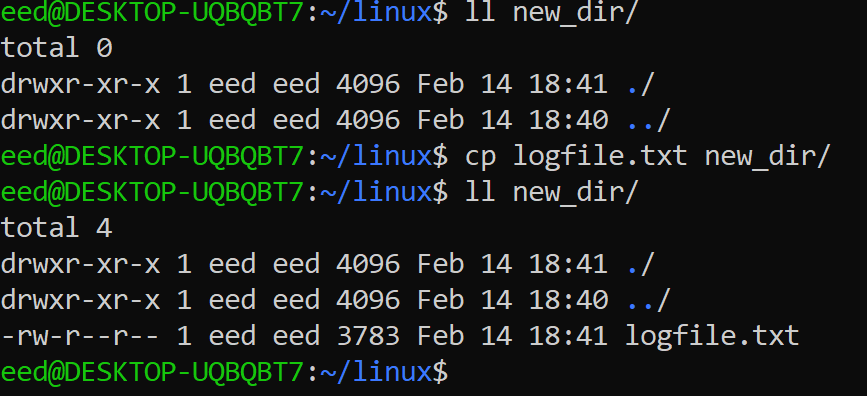 eed@DESKTOP-UQBQBT7:~/linux$ ll new_dir/
total 0
drwxr-xr-x 1 eed eed 4096 Feb 14 18:41 ./
drwxr-xr-x 1 eed eed 4096 Feb 14 18:40 ../
eed@DESKTOP-UQBQBT7:~/linux$ cp logfile.txt new_dir/
eed@DESKTOP-UQBQBT7:~/linux$ ll new_dir/
total 4
drwxr-xr-x 1 eed eed 4096 Feb 14 18:41 ./
drwxr-xr-x 1 eed eed 4096 Feb 14 18:40 ../
-rw-r--r-- 1 eed eed 3783 Feb 14 18:41 logfile.txt
eed@DESKTOP-UQBQBT7:~/linux$